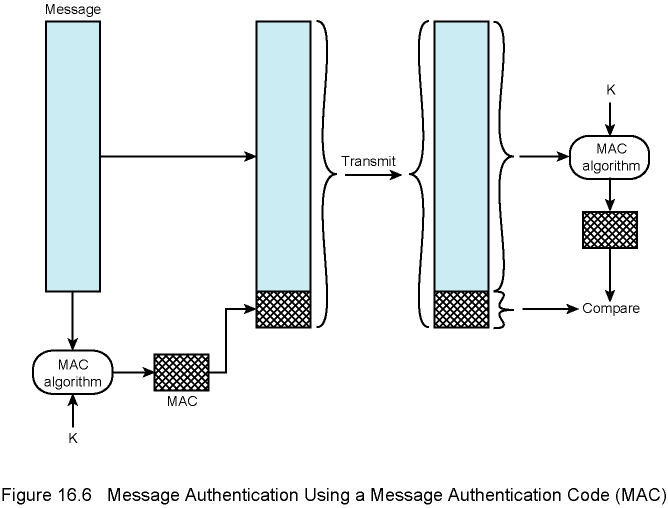 Message
K
MAC
algorithm
Transmit
Compare
MAC
algorithm
MAC
K
Figure 16.6 Message Authentication Using a Message Authentication Code (MAC)